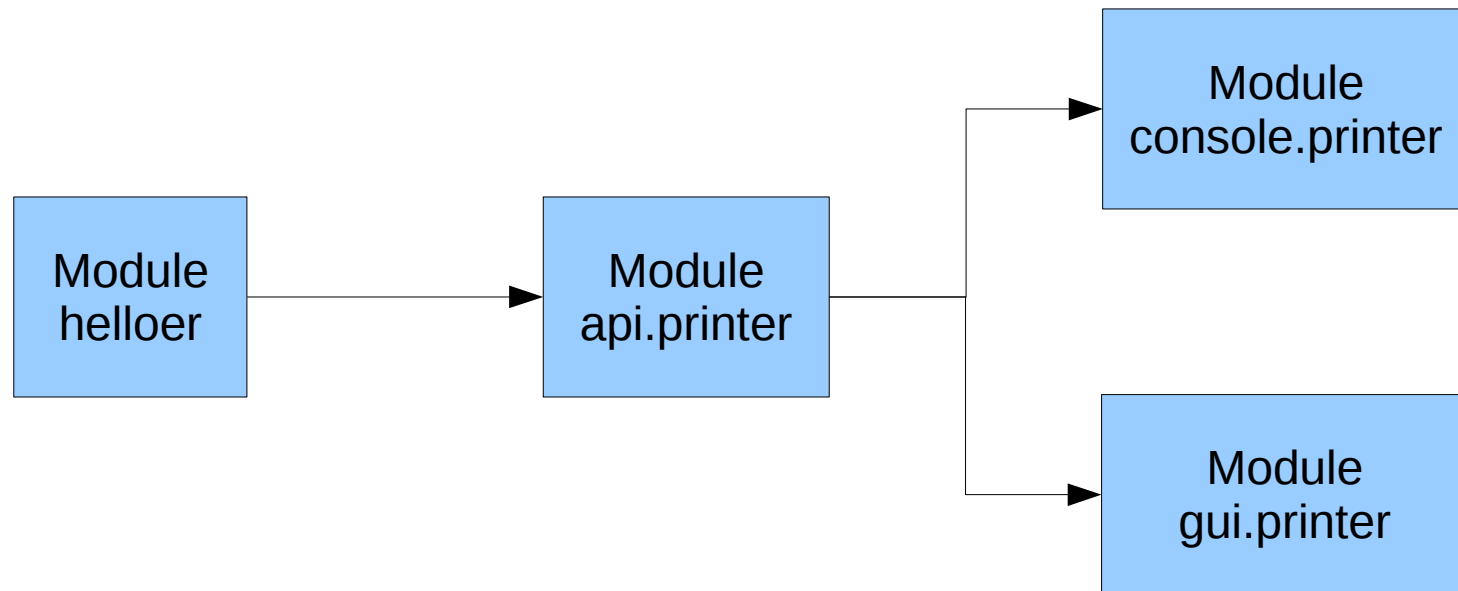 Module
helloer
Module
api.printer
Module
console.printer
Module
gui.printer